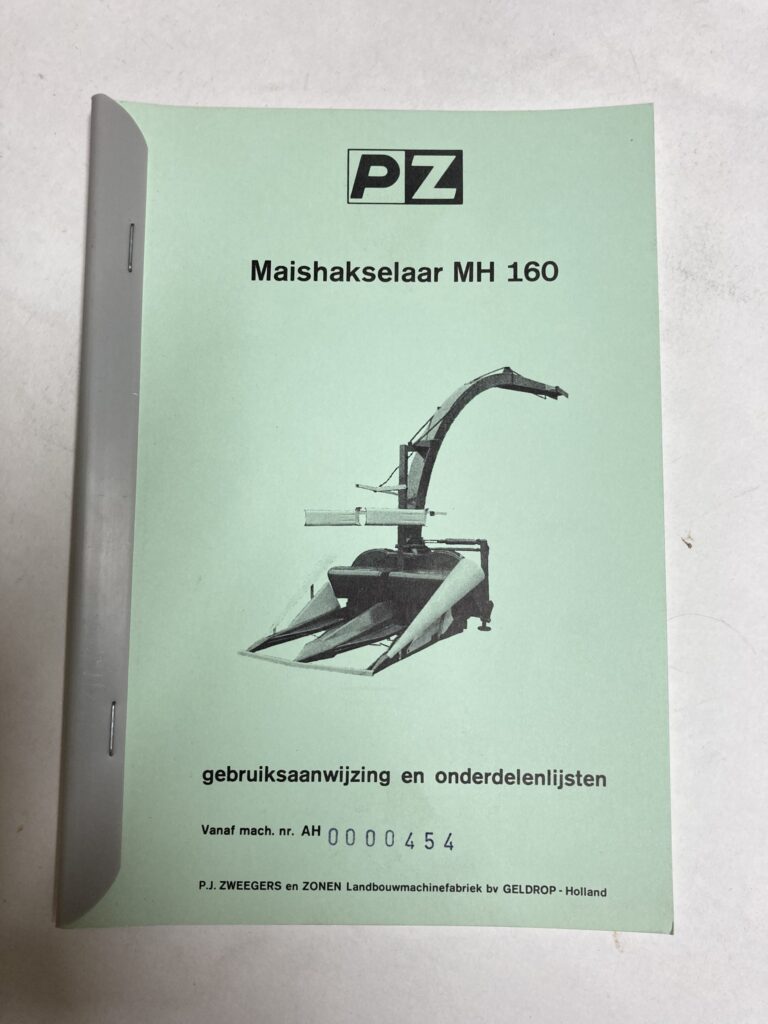 PZ
Maishakselaar MH 160
gebruiksaanwijzing en onderdelenlijsten
Vanaf mach. nr. AH 0000454
P.J. ZWEEGERS en ZONEN Landbouwmachinefabriek bv GELDROP - Holland